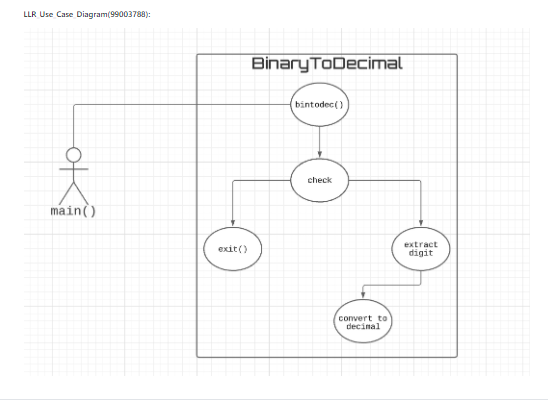 LLR Use Case Diagram(99003788):
BinaryToDecimal
bintodec()
check
main()
exit()
extract
digit
convert to
decimal